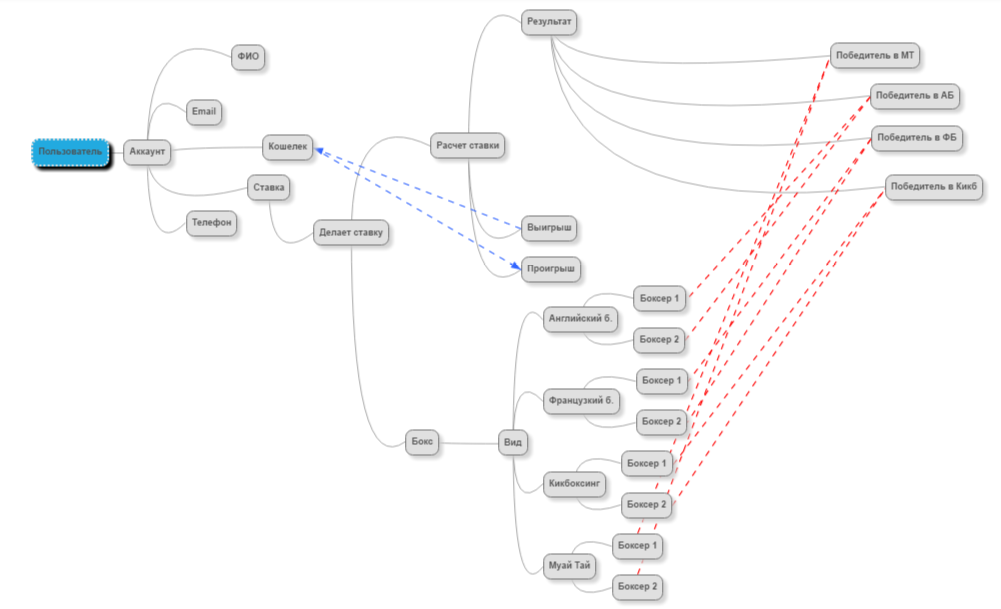 Результат
Победитель в МТ
ФИО
Победитель в АБ
Email
Победитель в ФБ
Расчет ставки
Кошелек
Пользователь
Аккаунт
Ставка
Победитель в Кикб
Телефон
Делает ставку
Выигрыш
Проигрыш
Боксер 1
Английский б.
Боксер 2
Боксер 1
Французкий б.
Боксер 2
Бокс
Вид
Боксер 1
Кикбоксинг
Боксер 2
Боксер 1
Муай Тай
Боксер 2